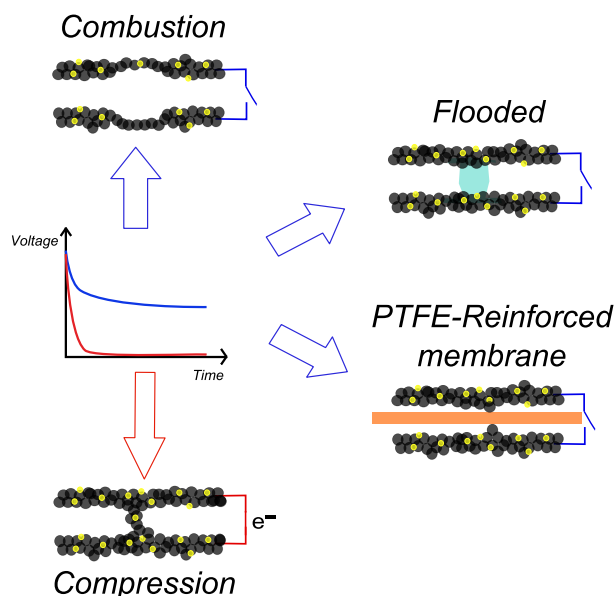 Combustion
Flooded
Voltage
Time
PTFE-Reinforced
membrane
e⁻
Compression